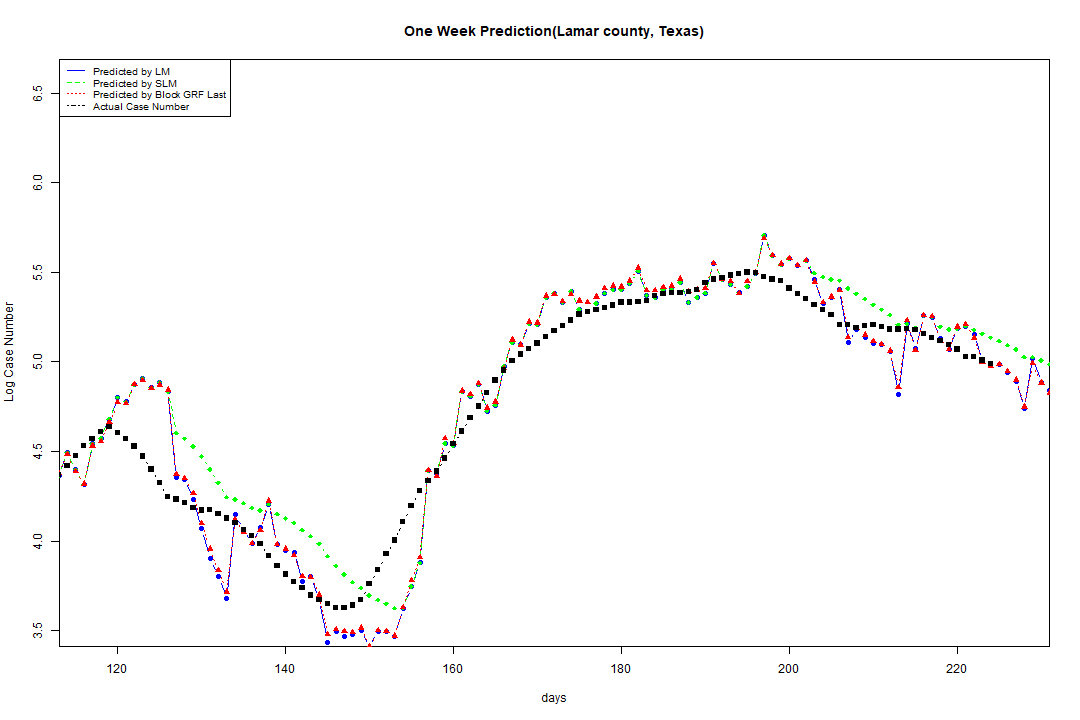 One Week Prediction(Lamar county, Texas)
Predicted by LM
Predicted by SLM
Predicted by Block GRF Last
Actual Case Number
6.5
6.0
5.5
5.0
4.5
4.0
3.5
Log Case Number
120 140 160 180 200 220
days